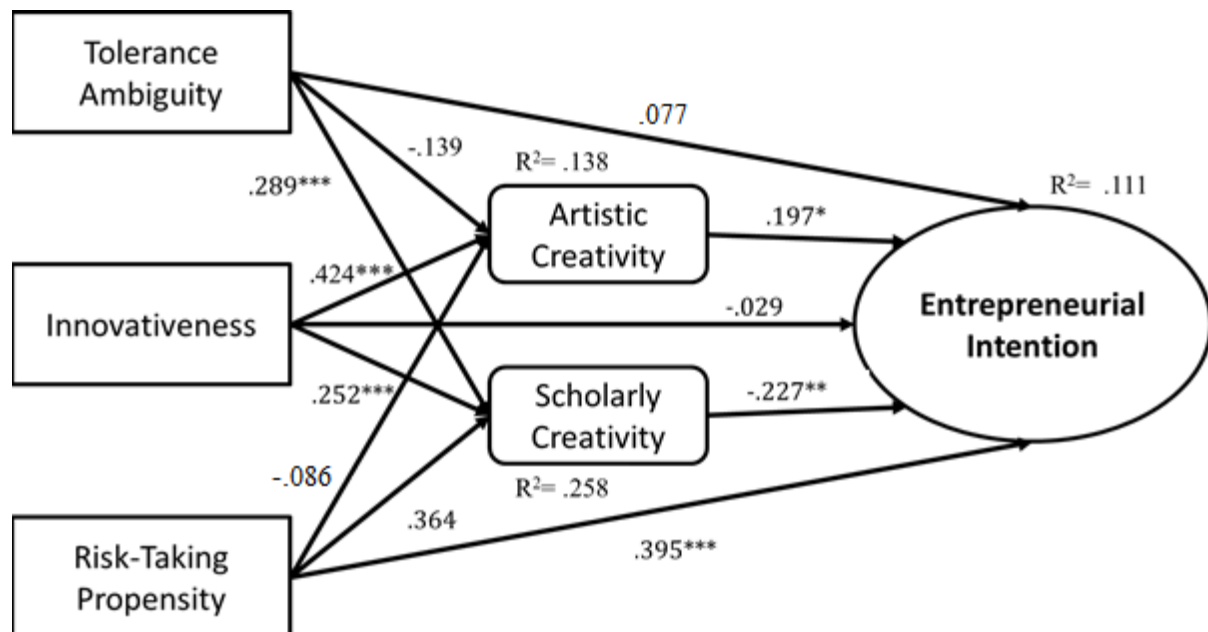 Tolerance
Ambiguity
.077
-.139
R²= .138
R²= .111
.289***
Artistic
Creativity
.197*
.424***
Innovativeness
-.029
Entrepreneurial
Intention
.252***
Scholarly
Creativity
-.227**
-.086
R²= .258
.364
.395***
Risk-Taking
Propensity